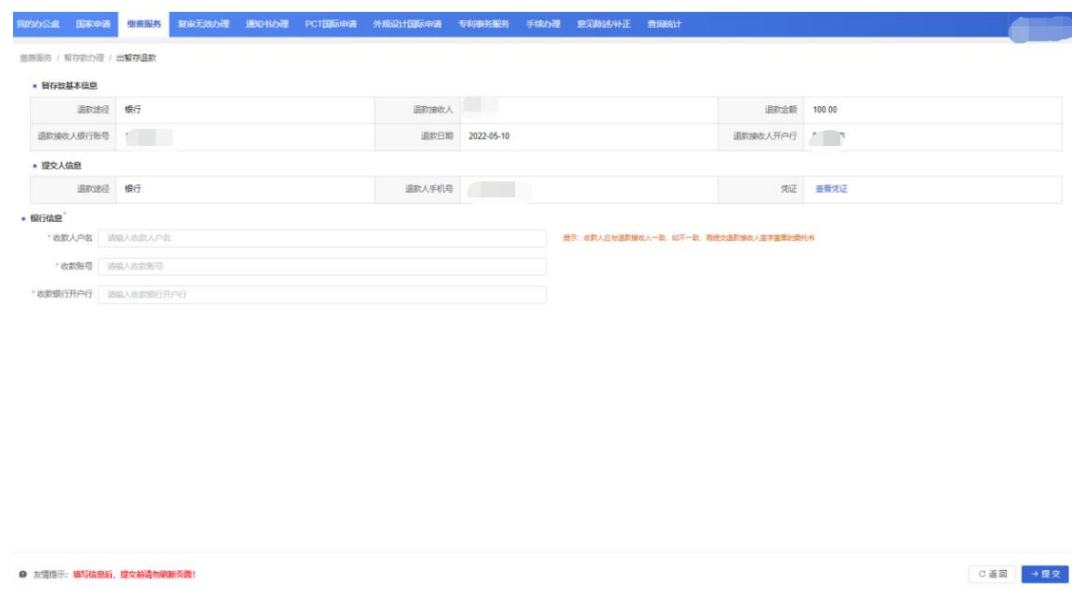 我的办公桌 国家申请 缴费服务 复审无效办理 通知书办理 PCT国际申请 外观设计国际申请 专利事务服务 手续办理 意见陈述/补正 查询统计
缴费服务 / 暂存款办理 / 出暂存退款
暂存款基本信息
退款途径 银行 退款接收人 退款金额 100.00
退款接收人银行账号 退款日期 2022-05-10 退款接收人开户行
提交人信息
退款途径 银行 退款人手机号 凭证 查看凭证
银行信息*
* 收款人户名 请输入收款人户名 提示：收款人应与退款接收人一致，如不一致，需提交退款接收人签字盖章的委托书
* 收款账号 请输入收款账号
* 收款银行开户行 请输入收款银行开户行
友情提示：填写信息后，提交前请勿刷新页面！ 返回 提交